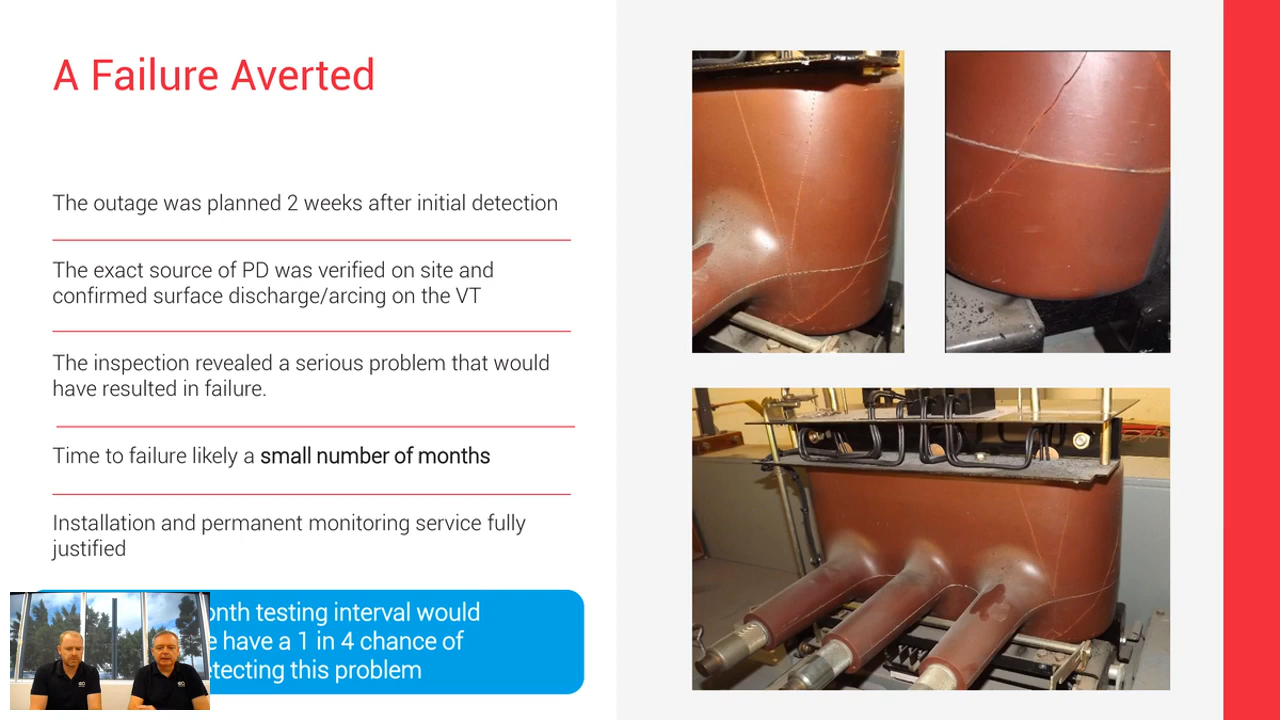 A Failure Averted
The outage was planned 2 weeks after initial detection
The exact source of PD was verified on site and
confirmed surface discharge/arcing on the VT
The inspection revealed a serious problem that would
have resulted in failure.
Time to failure likely a small number of months
Installation and permanent monitoring service fully
justified
testing interval would
have a 1 in 4 chance of
this problem